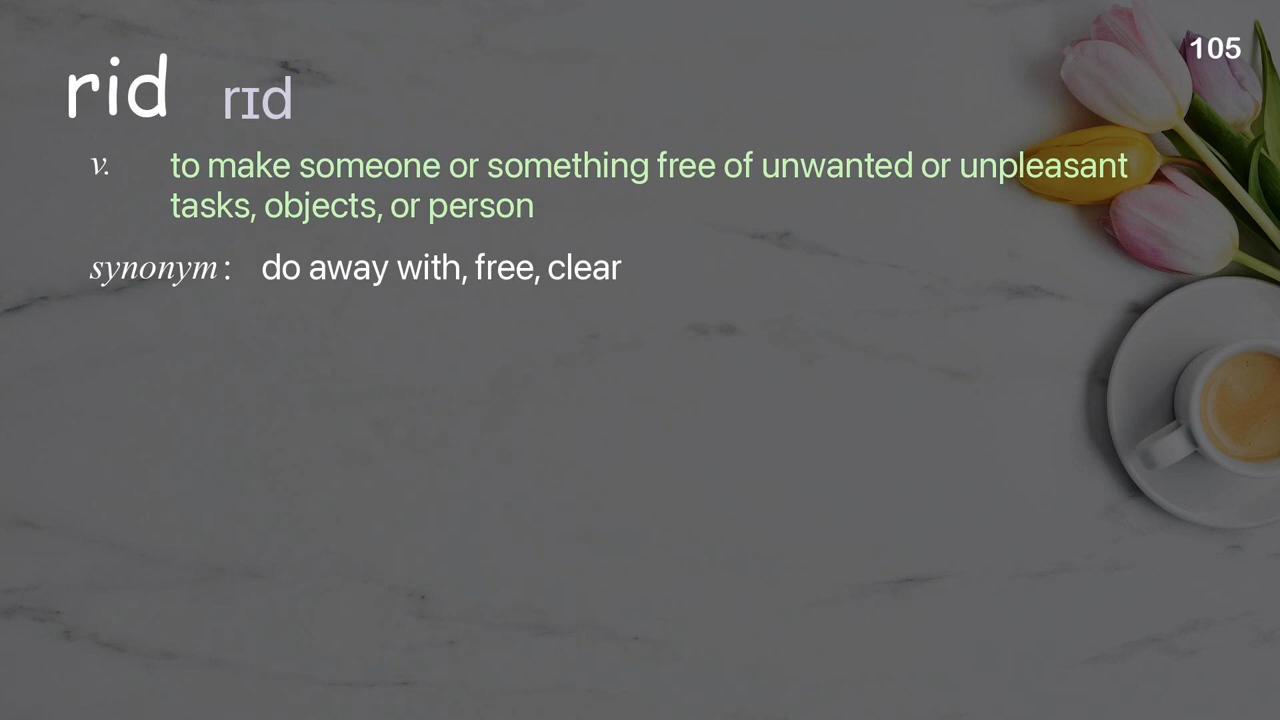 105
rid rɪd
v. to make someone or something free of unwanted or unpleasant
tasks, objects, or person
synonym: do away with, free, clear